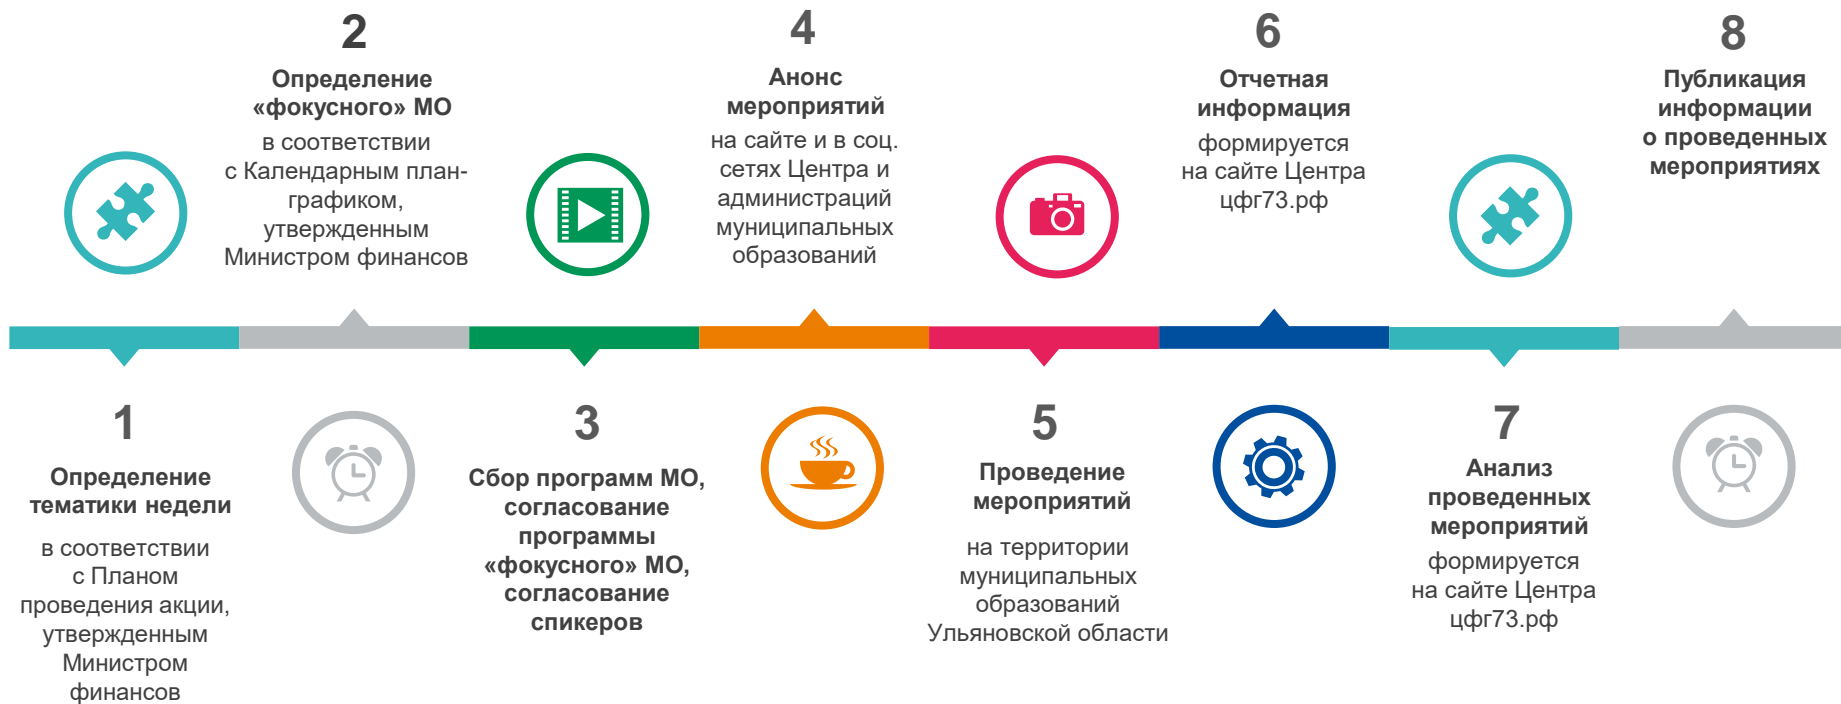 1
Определение
тематики недели
в соответствии
с Планом
проведения акции,
утвержденным
Министром
финансов
2
Определение
«фокусного» МО
в соответствии
с Календарным план-
графиком,
утвержденным
Министром финансов
3
Сбор программ МО,
согласование
программы
«фокусного» МО,
согласование
спикеров
4
Анонс
мероприятий
на сайте и в соц.
сетях Центра и
администраций
муниципальных
образований
5
Проведение
мероприятий
на территории
муниципальных
образований
Ульяновской области
6
Отчетная
информация
формируется
на сайте Центра
цфг73.рф
7
Анализ
проведенных
мероприятий
формируется
на сайте Центра
цфг73.рф
8
Публикация
информации
о проведенных
мероприятиях